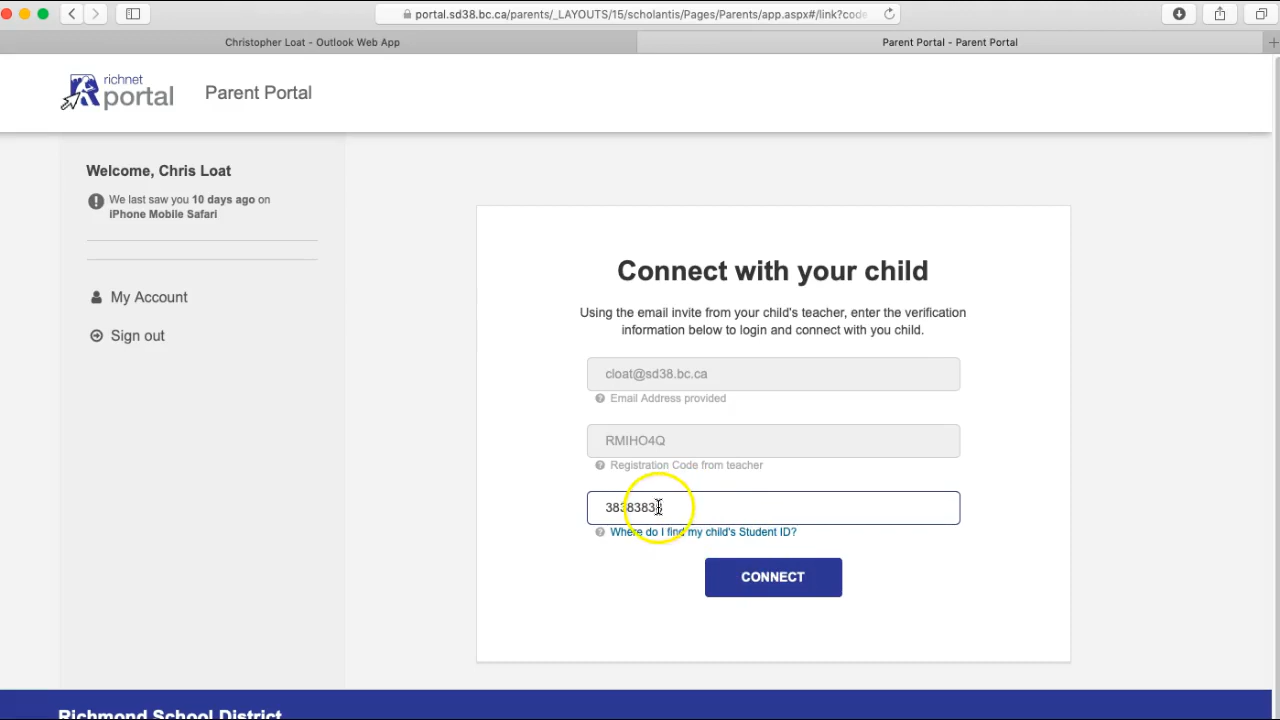 portal.sd38.bc.ca/parents/_LAYOUTS/15/scholantis/Pages/Parents/app.aspx#/link?code
Christopher Loat - Outlook Web App
Parent Portal - Parent Portal
richnet
portal
Parent Portal
Welcome, Chris Loat
We last saw you 10 days ago on
iPhone Mobile Safari
My Account
Sign out
Connect with your child
Using the email invite from your child's teacher, enter the verification
information below to login and connect with you child.
cloat@sd38.bc.ca
Email Address provided
RMIHO4Q
Registration Code from teacher
38383838
Where do I find my child's Student ID?
CONNECT
Richmond School District